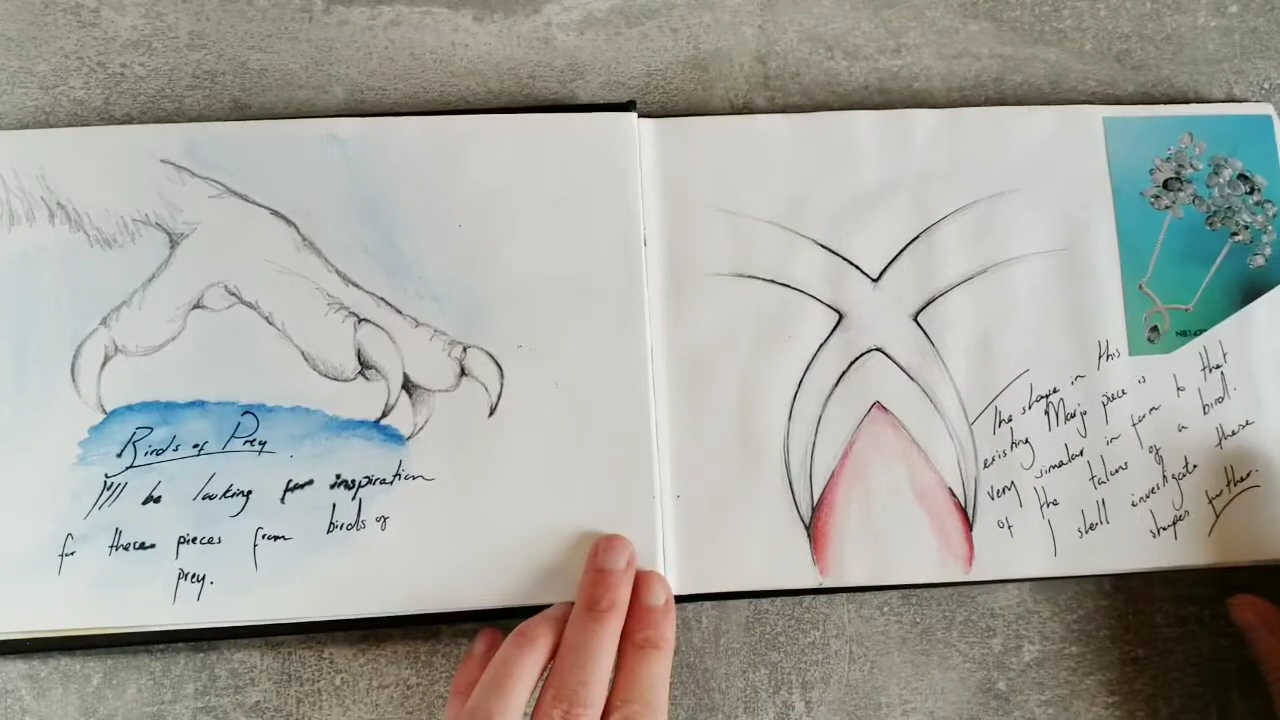 Birds of Prey.
I'll be looking for inspiration
for these pieces from birds of
prey.
NB147
The shape in this
existing Marjo piece is
very simalar in form to that
of the talons of a bird.
I shall investigate these
shapes further.